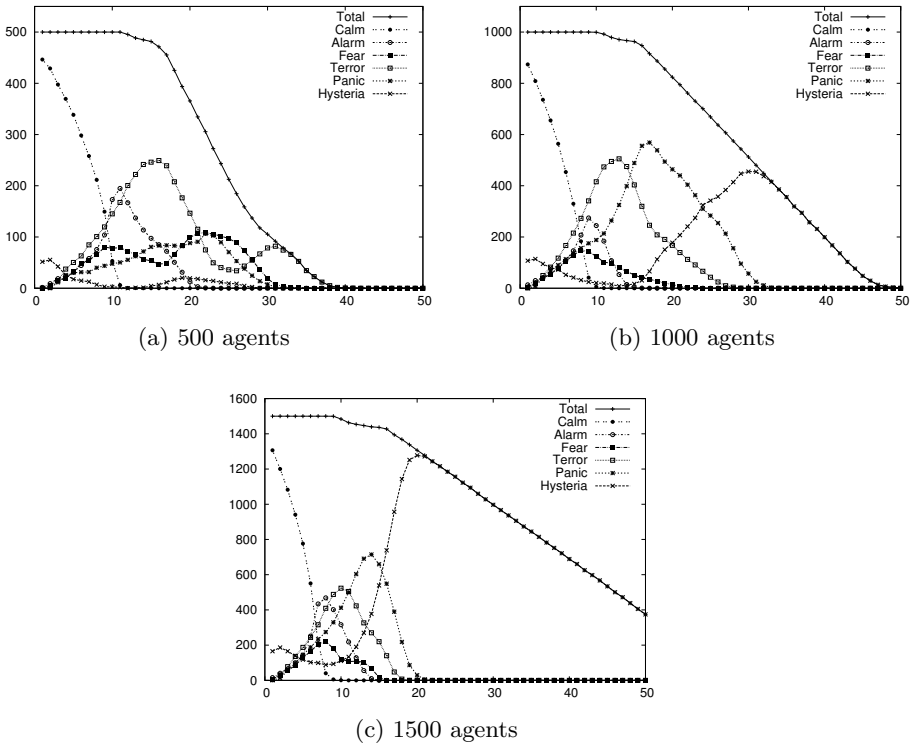 500
400
300
200
100
0
0 10 20 30 40 50
Total
Calm
Alarm
Fear
Terror
Panic
Hysteria
(a) 500 agents
1000
800
600
400
200
0
0 10 20 30 40 50
Total
Calm
Alarm
Fear
Terror
Panic
Hysteria
(b) 1000 agents
1600
1400
1200
1000
800
600
400
200
0
0 10 20 30 40 50
Total
Calm
Alarm
Fear
Terror
Panic
Hysteria
(c) 1500 agents